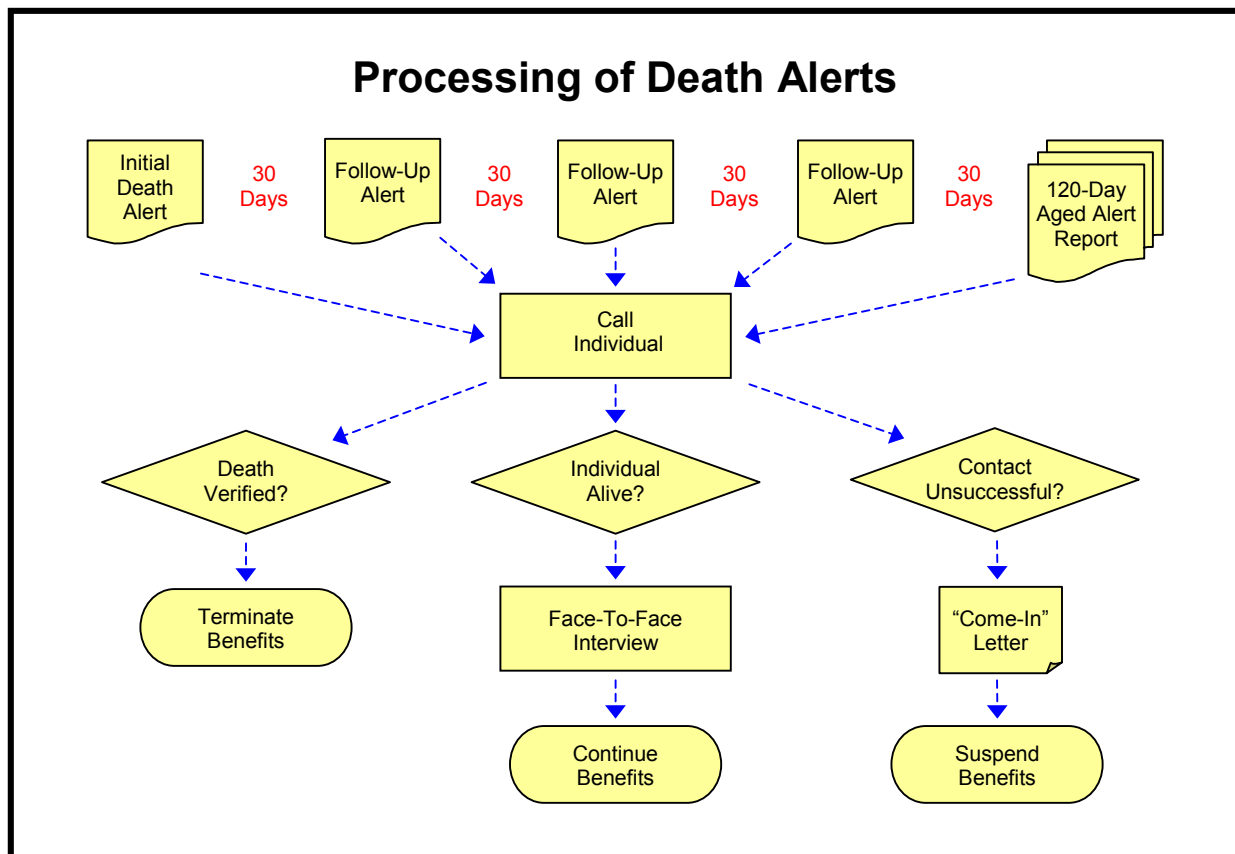 Processing of Death Alerts
Initial
Death
Alert
30
Days
Follow-Up
Alert
30
Days
Follow-Up
Alert
30
Days
Follow-Up
Alert
30
Days
120-Day
Aged Alert
Report
Call
Individual
Death
Verified?
Individual
Alive?
Contact
Unsuccessful?
Terminate
Benefits
Face-To-Face
Interview
“Come-In”
Letter
Continue
Benefits
Suspend
Benefits